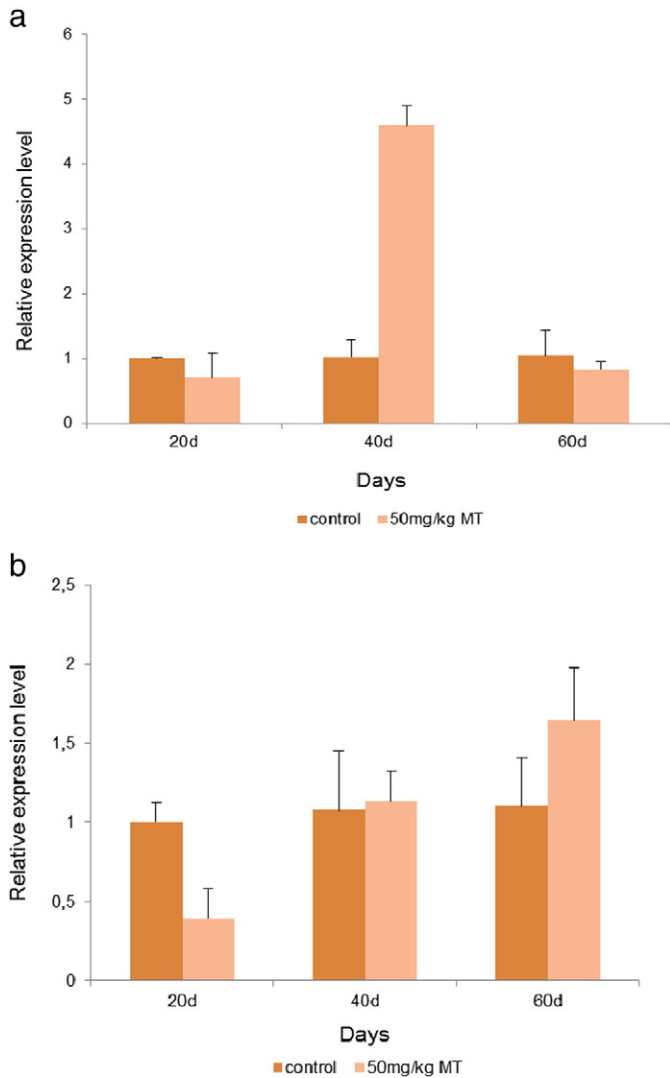 a
6
5
4
3
2
1
0
Relative expression level
20d 40d 60d
Days
control 50mg/kg MT
b
2,5
2
1,5
1
0,5
0
Relative expression level
20d 40d 60d
Days
control 50mg/kg MT